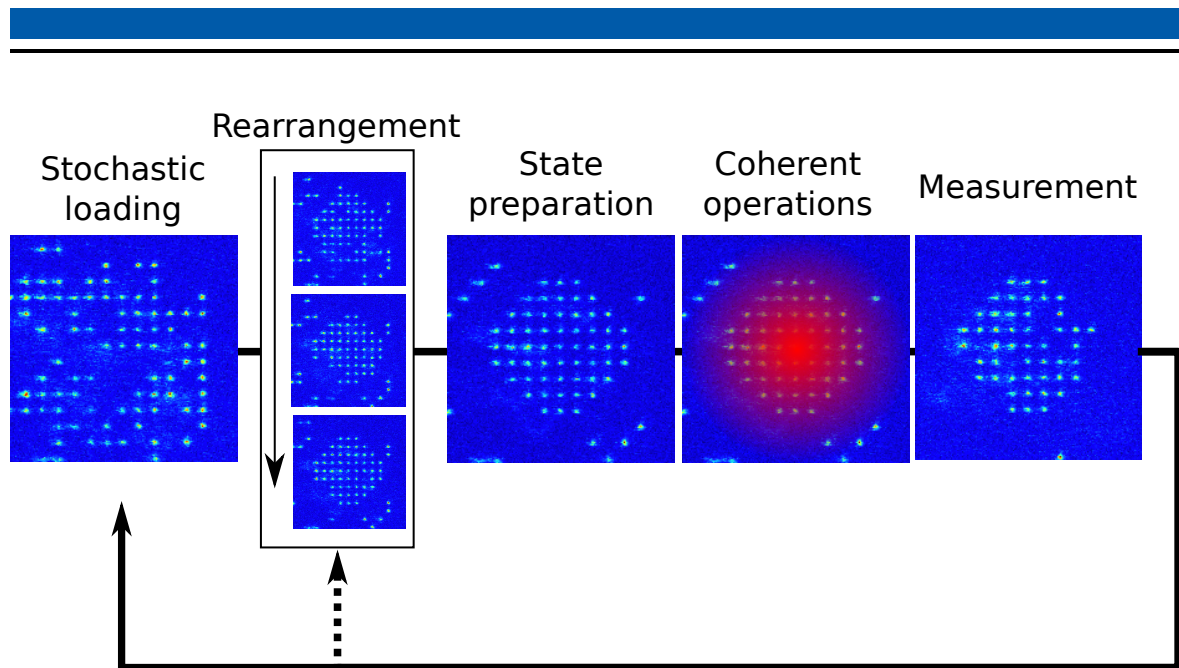 Stochastic
loading
Rearrangement
State
preparation
Coherent
operations
Measurement